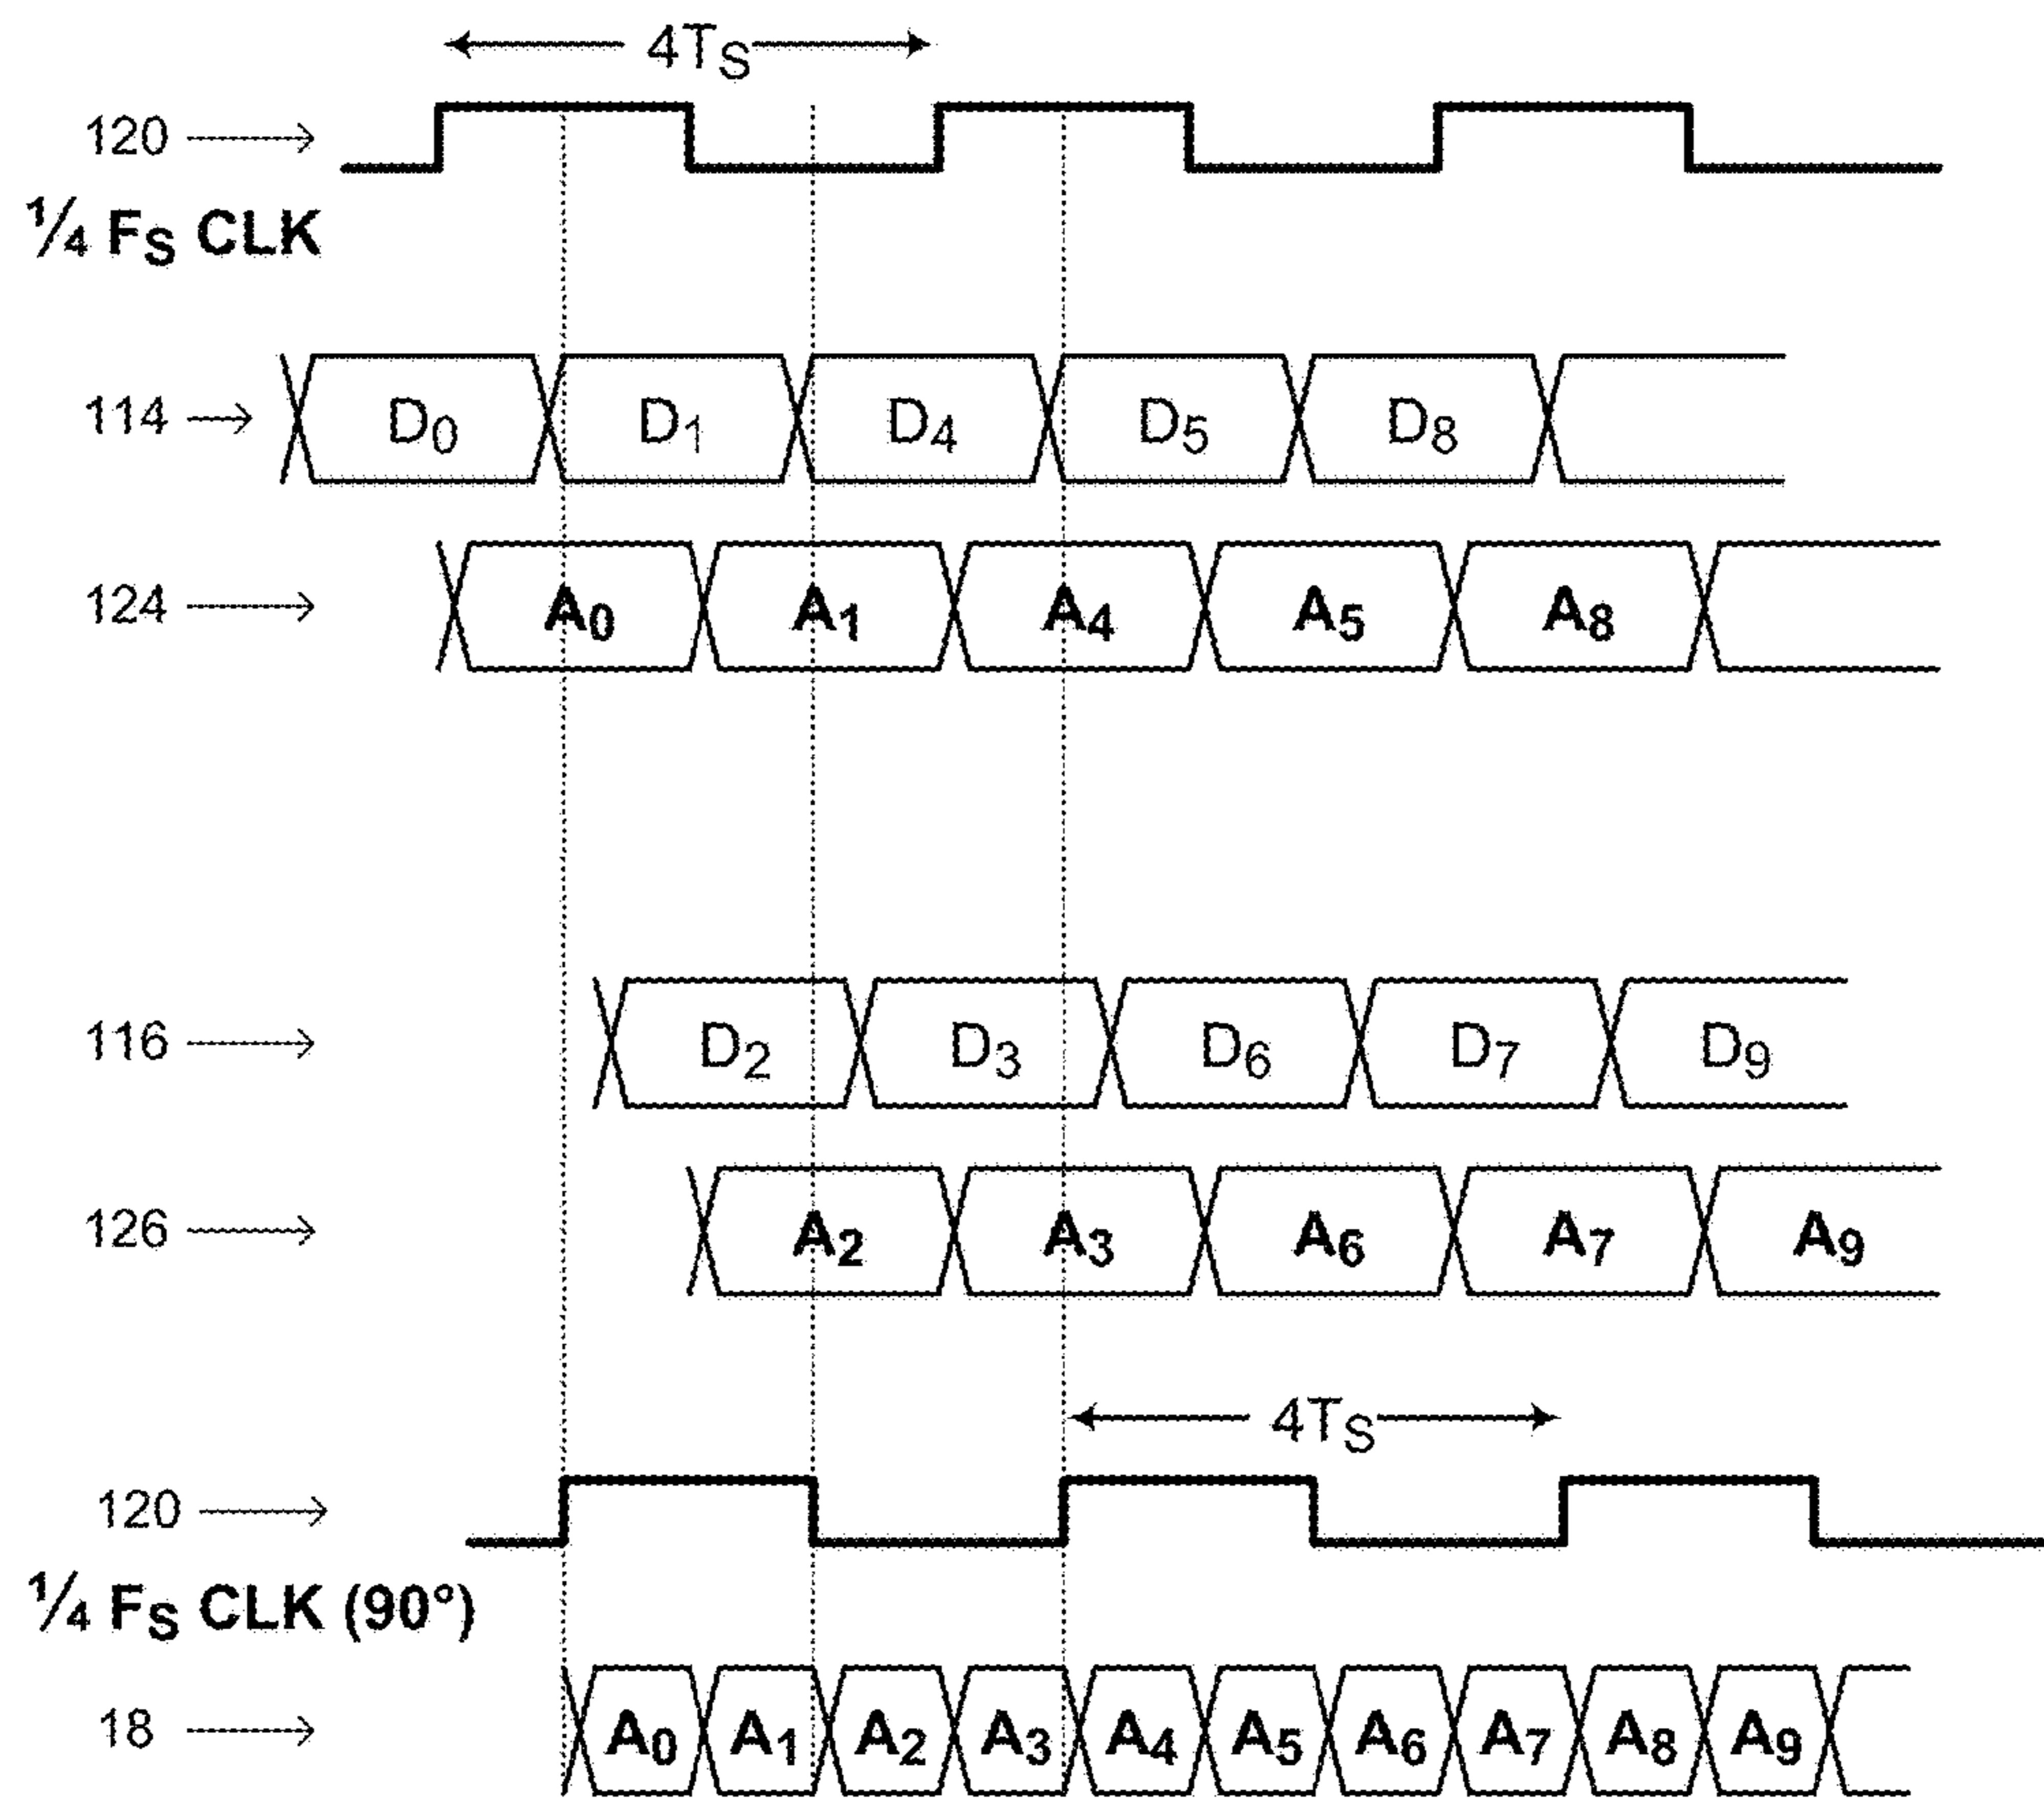 4TS
120
¼ FS CLK
114 D0 D1 D4 D5 D8
124 A0 A1 A4 A5 A8
116 D2 D3 D6 D7 D9
126 A2 A3 A6 A7 A9
4TS
120
¼ FS CLK (90°)
18 A0 A1 A2 A3 A4 A5 A6 A7 A8 A9